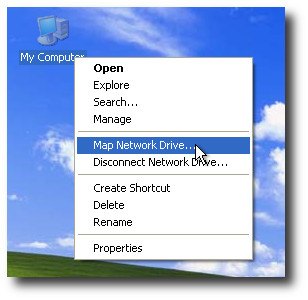 My Computer
Open
Explore
Search...
Manage
Map Network Drive...
Disconnect Network Drive...
Create Shortcut
Delete
Rename
Properties